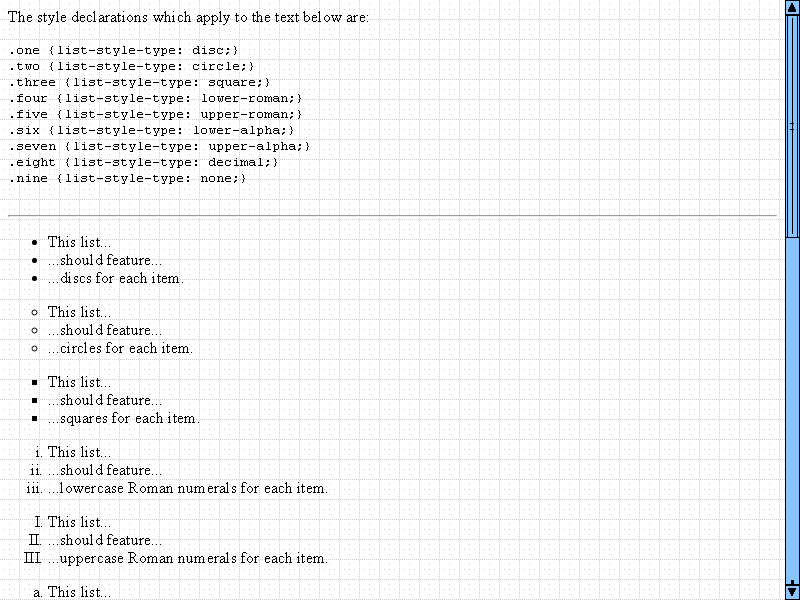 The style declarations which apply to the text below are:
.one {list-style-type: disc;}
.two {list-style-type: circle;}
.three {list-style-type: square;}
.four {list-style-type: lower-roman;}
.five {list-style-type: upper-roman;}
.six {list-style-type: lower-alpha;}
.seven {list-style-type: upper-alpha;}
.eight {list-style-type: decimal;}
.nine {list-style-type: none;}
• This list...
• ...should feature...
• ...discs for each item.
◦ This list...
◦ ...should feature...
◦ ...circles for each item.
▪ This list...
▪ ...should feature...
▪ ...squares for each item.
i. This list...
ii. ...should feature...
iii. ...lowercase Roman numerals for each item.
I. This list...
II. ...should feature...
III. ...uppercase Roman numerals for each item.
a. This list...